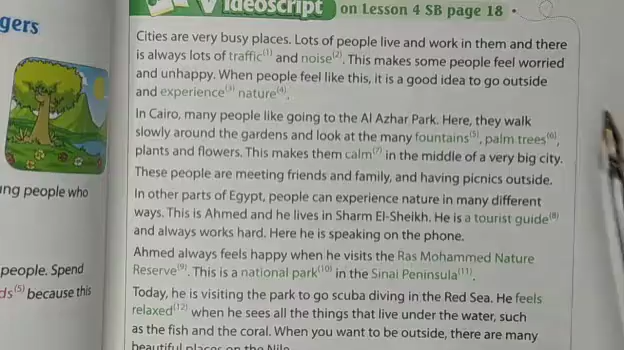 Videoscript on Lesson 4 SB page 18
gers
Cities are very busy places. Lots of people live and work in them and there
is always lots of traffic(1) and noise(2). This makes some people feel worried
and unhappy. When people feel like this, it is a good idea to go outside
and experience(3) nature(4).
In Cairo, many people like going to the Al Azhar Park. Here, they walk
slowly around the gardens and look at the many fountains(5), palm trees(6),
plants and flowers. This makes them calm(7) in the middle of a very big city.
These people are meeting friends and family, and having picnics outside.
ing people who
In other parts of Egypt, people can experience nature in many different
ways. This is Ahmed and he lives in Sharm El-Sheikh. He is a tourist guide(8)
and always works hard. Here he is speaking on the phone.
Ahmed always feels happy when he visits the Ras Mohammed Nature
Reserve(9). This is a national park(10) in the Sinai Peninsula(11).
people. Spend
ds(5) because this
Today, he is visiting the park to go scuba diving in the Red Sea. He feels
relaxed(12) when he sees all the things that live under the water, such
as the fish and the coral. When you want to be outside, there are many
beautiful places on the Nile